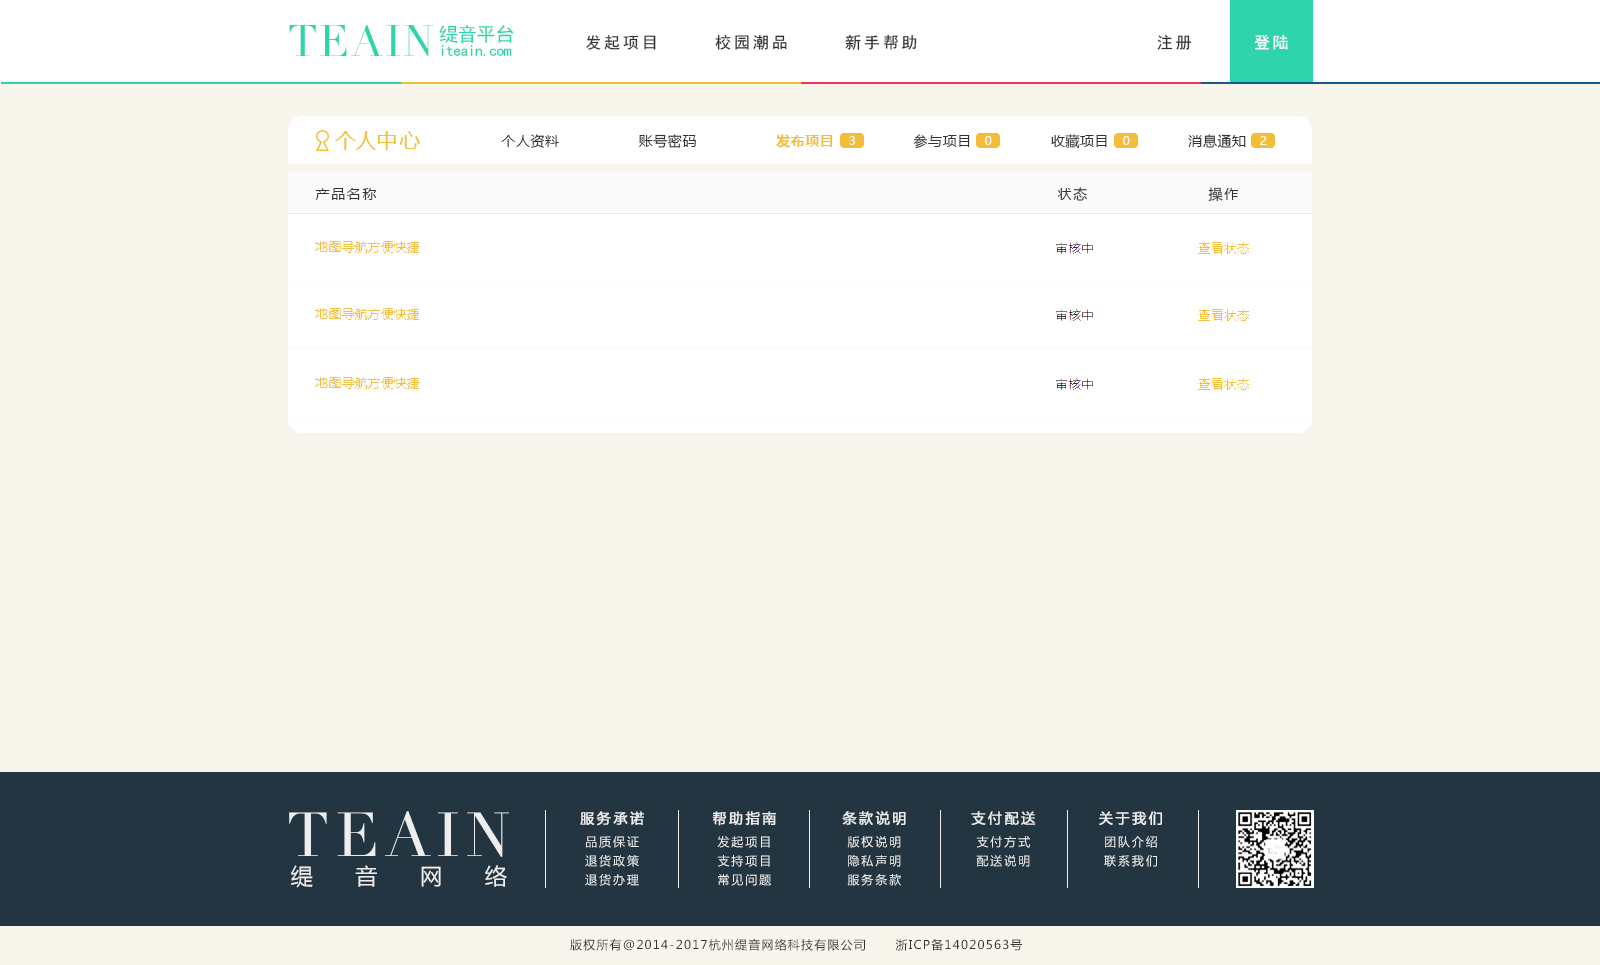 TEAIN 缇音平台 iteain.com 发起项目 校园潮品 新手帮助 注册 登陆
个人中心 个人资料 账号密码 发布项目 3 参与项目 0 收藏项目 0 消息通知 2
产品名称 状态 操作
地图导航方便快捷 审核中 查看状态
地图导航方便快捷 审核中 查看状态
地图导航方便快捷 审核中 查看状态
TEAIN
缇音网络
服务承诺
品质保证
退货政策
退货办理
帮助指南
发起项目
支持项目
常见问题
条款说明
版权说明
隐私声明
服务条款
支付配送
支付方式
配送说明
关于我们
团队介绍
联系我们
版权所有@2014-2017杭州缇音网络科技有限公司 浙ICP备14020563号